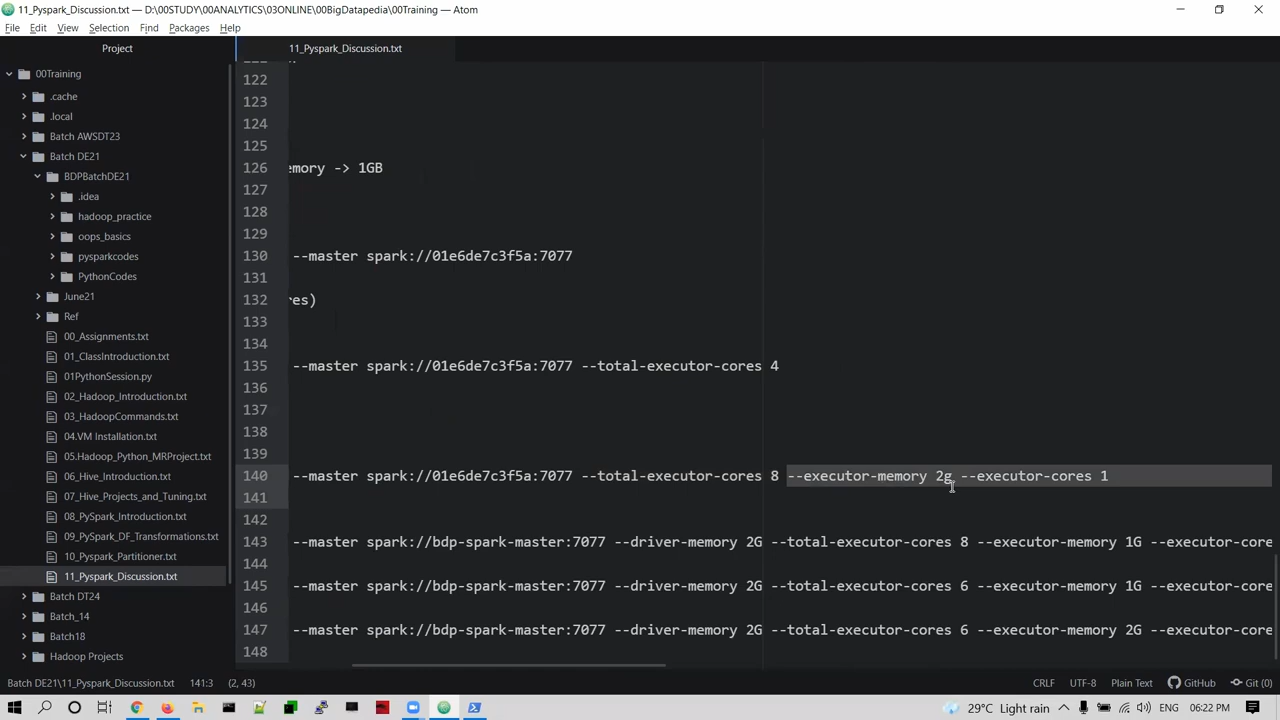 11_Pyspark_Discussion.txt — D:\00STUDY\00ANALYTICS\03ONLINE\00BigDatapedia\00Training — Atom
File Edit View Selection Find Packages Help
Project
11_Pyspark_Discussion.txt
00Training
.cache
.local
Batch AWSDT23
Batch DE21
BDPBatchDE21
.idea
hadoop_practice
oops_basics
pysparkcodes
PythonCodes
June21
Ref
00_Assignments.txt
01_ClassIntroduction.txt
01PythonSession.py
02_Hadoop_Introduction.txt
03_HadoopCommands.txt
04.VM Installation.txt
05.Hadoop_Python_MRProject.txt
06_Hive_Introduction.txt
07_Hive_Projects_and_Tuning.txt
08_PySpark_Introduction.txt
09_PySpark_DF_Transformations.txt
10_Pyspark_Partitioner.txt
11_Pyspark_Discussion.txt
Batch DT24
Batch_14
Batch18
Hadoop Projects
122
123
124
125
126 emory -> 1GB
127
128
129
130 --master spark://01e6de7c3f5a:7077
131
132 res)
133
134
135 --master spark://01e6de7c3f5a:7077 --total-executor-cores 4
136
137
138
139
140 --master spark://01e6de7c3f5a:7077 --total-executor-cores 8 --executor-memory 2g --executor-cores 1
141
142
143 --master spark://bdp-spark-master:7077 --driver-memory 2G --total-executor-cores 8 --executor-memory 1G --executor-core
144
145 --master spark://bdp-spark-master:7077 --driver-memory 2G --total-executor-cores 6 --executor-memory 1G --executor-core
146
147 --master spark://bdp-spark-master:7077 --driver-memory 2G --total-executor-cores 6 --executor-memory 2G --executor-core
148
Batch DE21\11_Pyspark_Discussion.txt 141:3 (2, 43) CRLF UTF-8 Plain Text GitHub Git (0)
29°C Light rain ENG 06:22 PM